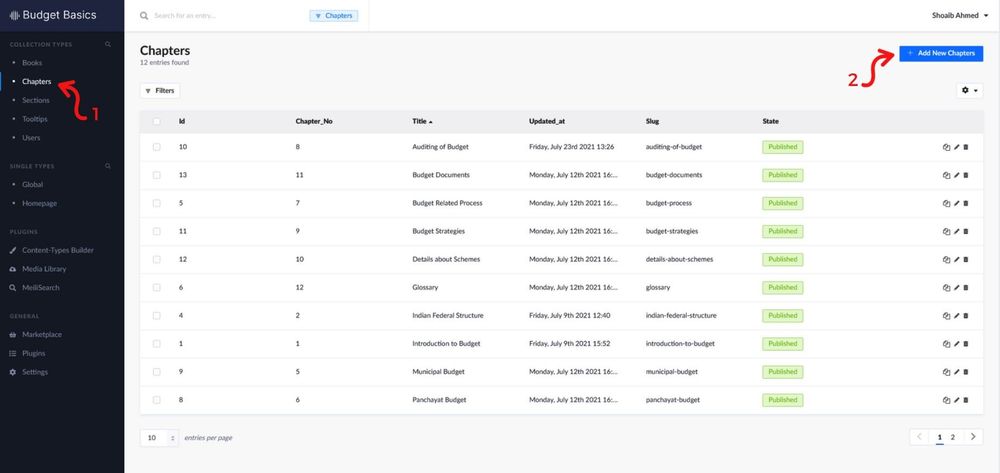 Budget Basics
Search for an entry...
Chapters
Shoaib Ahmed
COLLECTION TYPES
Books
Chapters
Sections
Tooltips
Users
SINGLE TYPES
Global
Homepage
PLUGINS
Content-Types Builder
Media Library
MeiliSearch
GENERAL
Marketplace
Plugins
Settings
1
Chapters
12 entries found
2
+ Add New Chapters
Filters
Id Chapter_No Title Updated_at Slug State
10 8 Auditing of Budget Friday, July 23rd 2021 13:26 auditing-of-budget Published
13 11 Budget Documents Monday, July 12th 2021 16:... budget-documents Published
5 7 Budget Related Process Monday, July 12th 2021 16:... budget-process Published
11 9 Budget Strategies Monday, July 12th 2021 16:... budget-strategies Published
12 10 Details about Schemes Monday, July 12th 2021 16:... details-about-schemes Published
6 12 Glossary Monday, July 12th 2021 16:... glossary Published
4 2 Indian Federal Structure Friday, July 9th 2021 12:40 indian-federal-structure Published
1 1 Introduction to Budget Friday, July 9th 2021 15:52 introduction-to-budget Published
9 5 Municipal Budget Monday, July 12th 2021 16:... municipal-budget Published
8 6 Panchayat Budget Monday, July 12th 2021 16:... panchayat-budget Published
10 entries per page
1 2